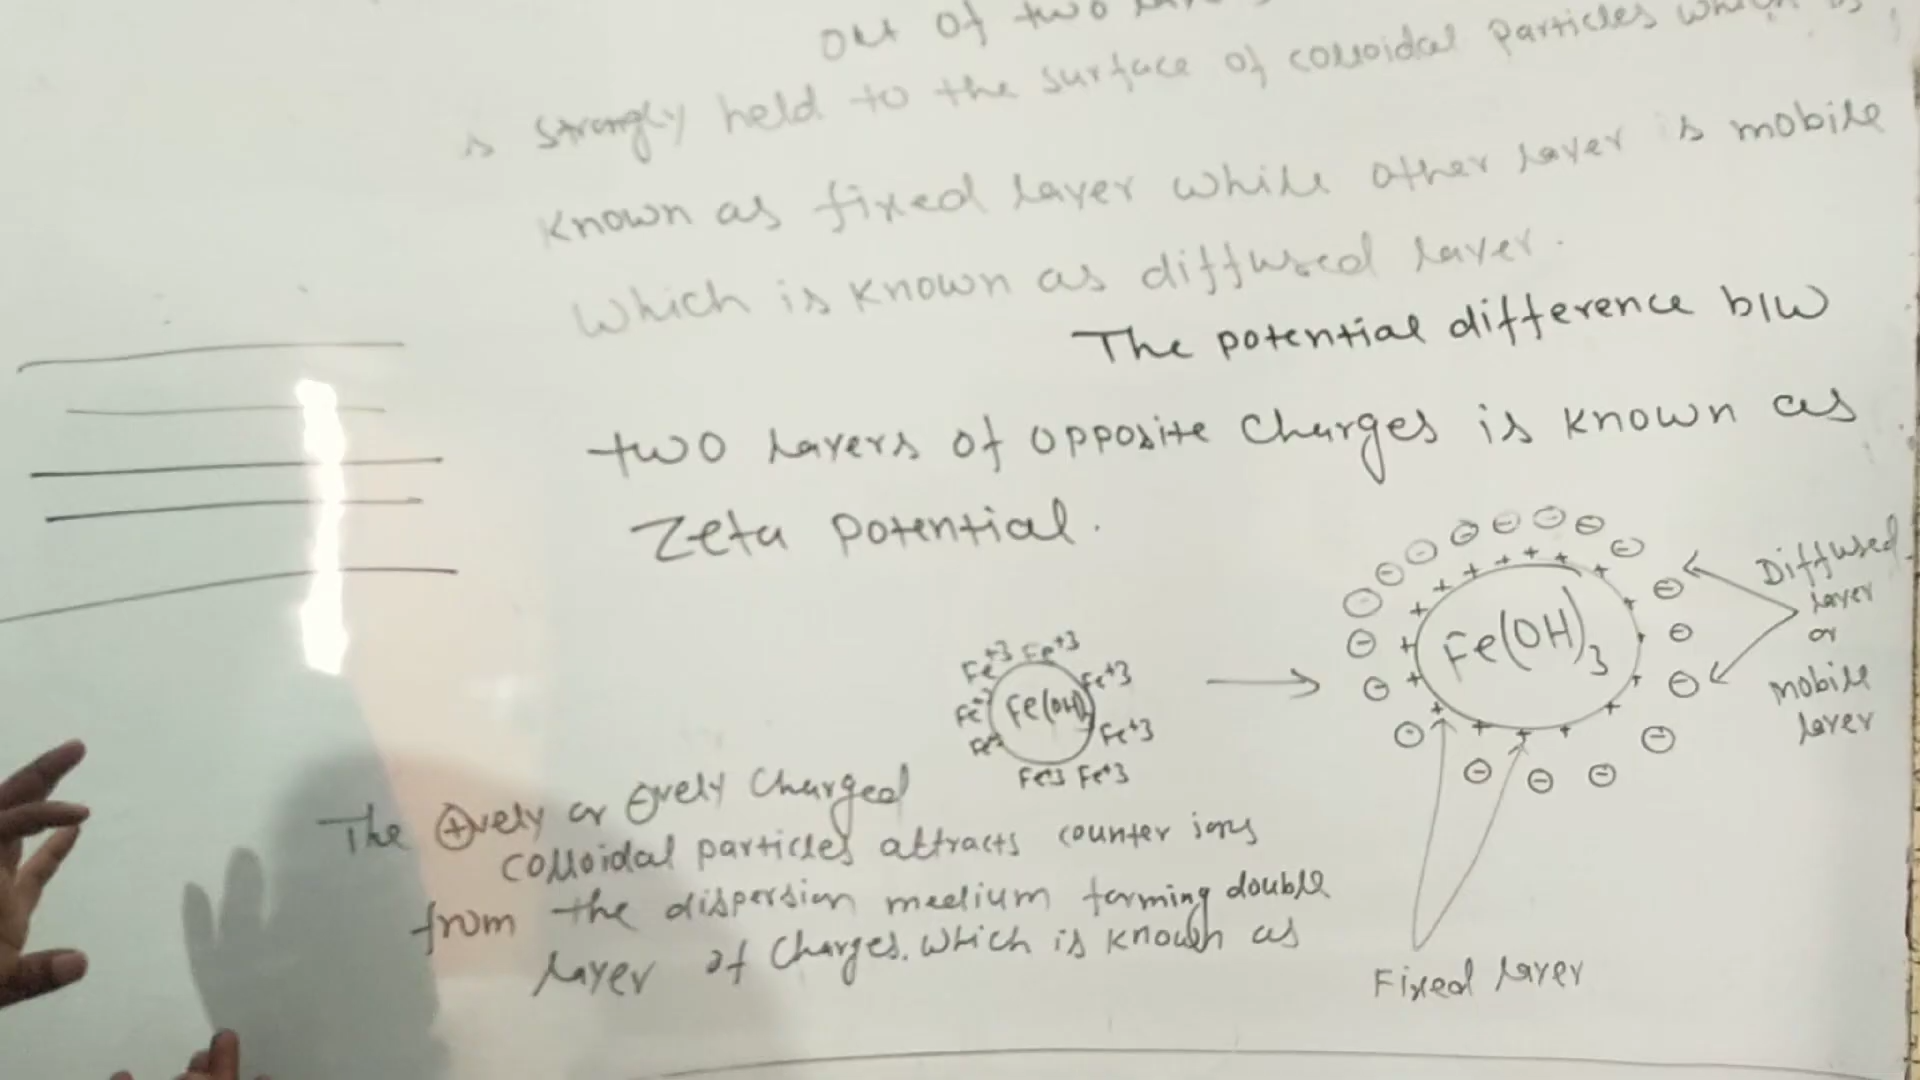 out of two
is strongly held to the surface of colloidal particles which is
known as fixed layer while other layer is mobile
which is known as diffused layer.
The potential difference b/w
two layers of opposite charges is known as
Zeta potential.
Fe+3 Fe+3
Fe+3
Fe(OH)3
Fe+3
Fe+3 Fe+3
Fe(OH)3
Diffused
layer
or
mobile
layer
Fixed layer
The ⊕vely or ⊖vely charged
colloidal particles attracts counter ions
from the dispersion medium forming double
layer of charges. which is known as